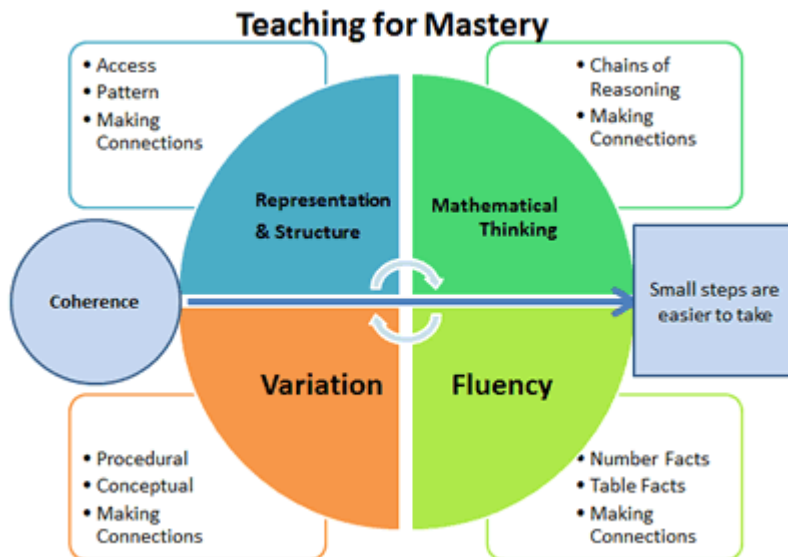 Teaching for Mastery
• Access
• Pattern
• Making
Connections
• Chains of
Reasoning
• Making
Connections
Representation
& Structure
Mathematical
Thinking
Coherence
Small steps are
easier to take
Variation
Fluency
• Procedural
• Conceptual
• Making
Connections
• Number Facts
• Table Facts
• Making
Connections